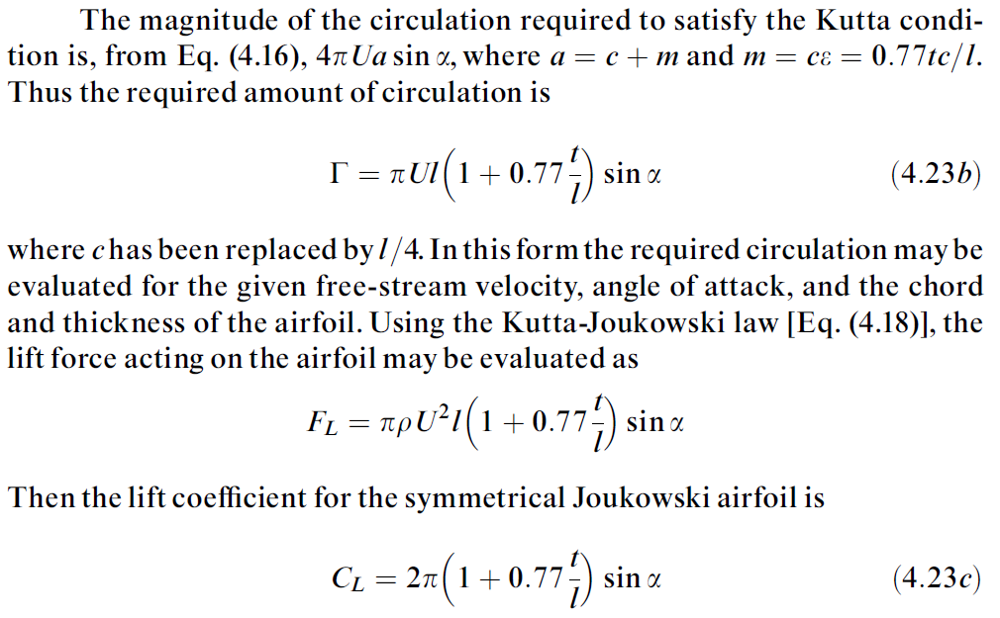 The magnitude of the circulation required to satisfy the Kutta condi-
tion is, from Eq. (4.16), 4πUa sin α, where a = c + m and m = cε = 0.77tc/l.
Thus the required amount of circulation is
Γ = πUl(1 + 0.77 t/l) sin α (4.23b)
where c has been replaced by l/4. In this form the required circulation may be
evaluated for the given free-stream velocity, angle of attack, and the chord
and thickness of the airfoil. Using the Kutta-Joukowski law [Eq. (4.18)], the
lift force acting on the airfoil may be evaluated as
F_L = πρU²l(1 + 0.77 t/l) sin α
Then the lift coefficient for the symmetrical Joukowski airfoil is
C_L = 2π(1 + 0.77 t/l) sin α (4.23c)